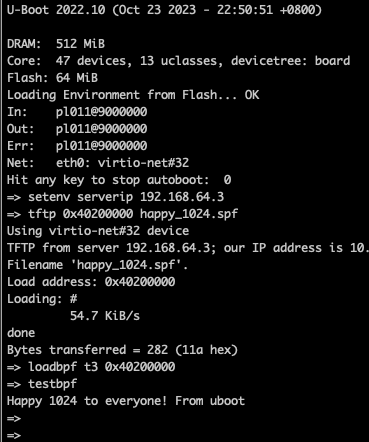 U-Boot 2022.10 (Oct 23 2023 - 22:50:51 +0800)
DRAM:  512 MiB
Core:  47 devices, 13 uclasses, devicetree: board
Flash: 64 MiB
Loading Environment from Flash... OK
In:    pl011@9000000
Out:   pl011@9000000
Err:   pl011@9000000
Net:   eth0: virtio-net#32
Hit any key to stop autoboot:  0
=> setenv serverip 192.168.64.3
=> tftp 0x40200000 happy_1024.spf
Using virtio-net#32 device
TFTP from server 192.168.64.3; our IP address is 10.
Filename 'happy_1024.spf'.
Load address: 0x40200000
Loading: #
         54.7 KiB/s
done
Bytes transferred = 282 (11a hex)
=> loadbpf t3 0x40200000
=> testbpf
Happy 1024 to everyone! From uboot
=>
=>